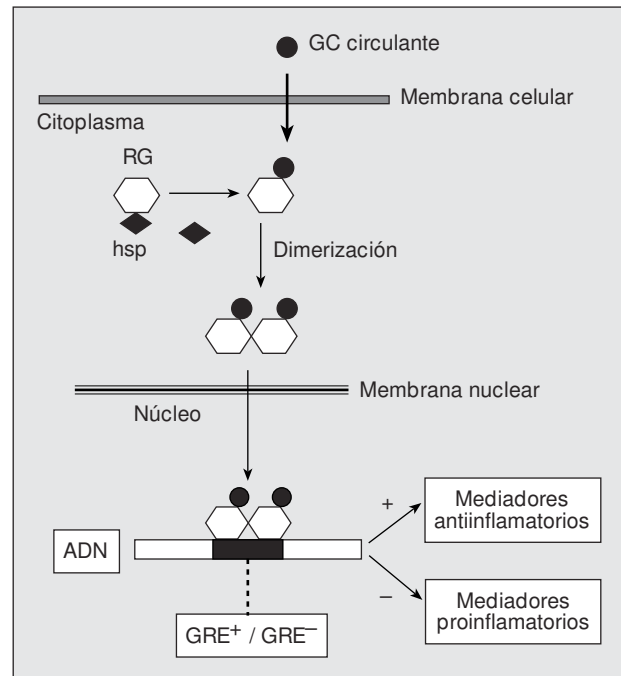 GC circulante
Membrana celular
Citoplasma
RG
hsp
Dimerización
Membrana nuclear
Núcleo
ADN
+
Mediadores
antiinflamatorios
–
Mediadores
proinflamatorios
GRE⁺ / GRE⁻